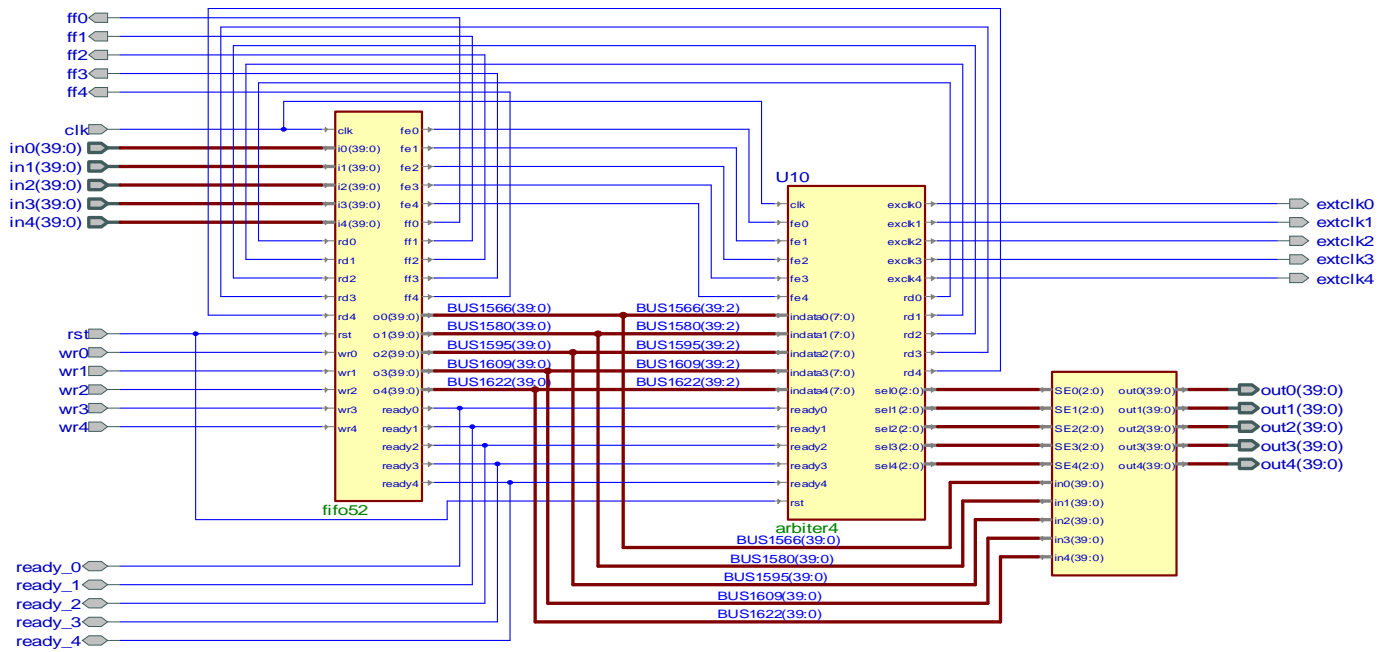 ff0
ff1
ff2
ff3
ff4
clk
in0(39:0)
in1(39:0)
in2(39:0)
in3(39:0)
in4(39:0)
rst
wr0
wr1
wr2
wr3
wr4
ready_0
ready_1
ready_2
ready_3
ready_4
clk
i0(39:0)
i1(39:0)
i2(39:0)
i3(39:0)
i4(39:0)
rd0
rd1
rd2
rd3
rd4
rst
wr0
wr1
wr2
wr3
wr4
fe0
fe1
fe2
fe3
fe4
ff0
ff1
ff2
ff3
ff4
o0(39:0)
o1(39:0)
o2(39:0)
o3(39:0)
o4(39:0)
ready0
ready1
ready2
ready3
ready4
fifo52
BUS1566(39:0) BUS1566(39:2)
BUS1580(39:0) BUS1580(39:2)
BUS1595(39:0) BUS1595(39:2)
BUS1609(39:0) BUS1609(39:2)
BUS1622(39:0) BUS1622(39:2)
U10
clk
fe0
fe1
fe2
fe3
fe4
indata0(7:0)
indata1(7:0)
indata2(7:0)
indata3(7:0)
indata4(7:0)
ready0
ready1
ready2
ready3
ready4
rst
exclk0
exclk1
exclk2
exclk3
exclk4
rd0
rd1
rd2
rd3
rd4
sel0(2:0)
sel1(2:0)
sel2(2:0)
sel3(2:0)
sel4(2:0)
arbiter4
BUS1566(39:0)
BUS1580(39:0)
BUS1595(39:0)
BUS1609(39:0)
BUS1622(39:0)
SE0(2:0)
SE1(2:0)
SE2(2:0)
SE3(2:0)
SE4(2:0)
in0(39:0)
in1(39:0)
in2(39:0)
in3(39:0)
in4(39:0)
out0(39:0)
out1(39:0)
out2(39:0)
out3(39:0)
out4(39:0)
extclk0
extclk1
extclk2
extclk3
extclk4
out0(39:0)
out1(39:0)
out2(39:0)
out3(39:0)
out4(39:0)